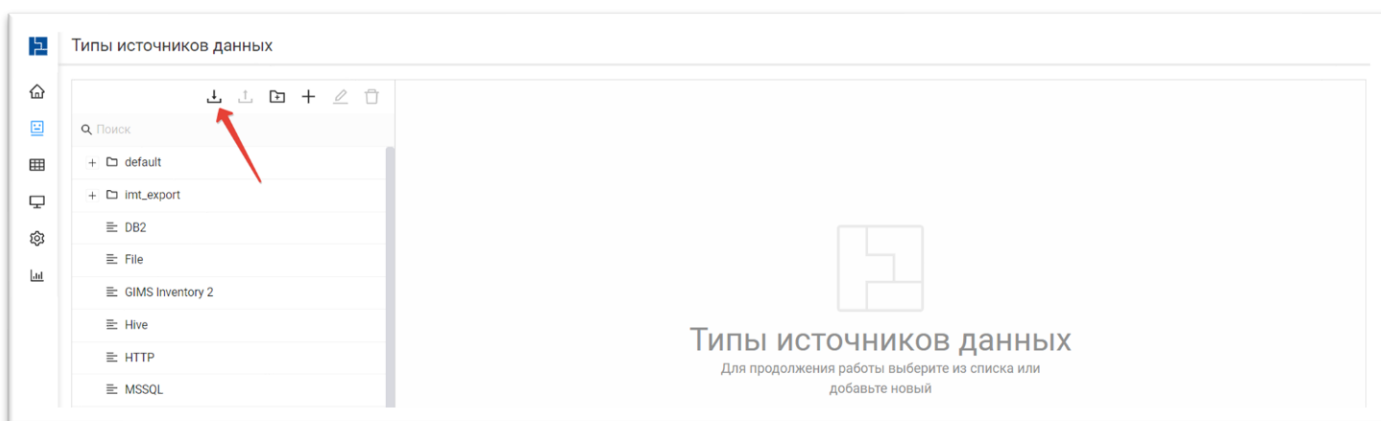 Типы источников данных
Поиск
default
imt_export
DB2
File
GIMS Inventory 2
Hive
HTTP
MSSQL
Типы источников данных
Для продолжения работы выберите из списка или
добавьте новый